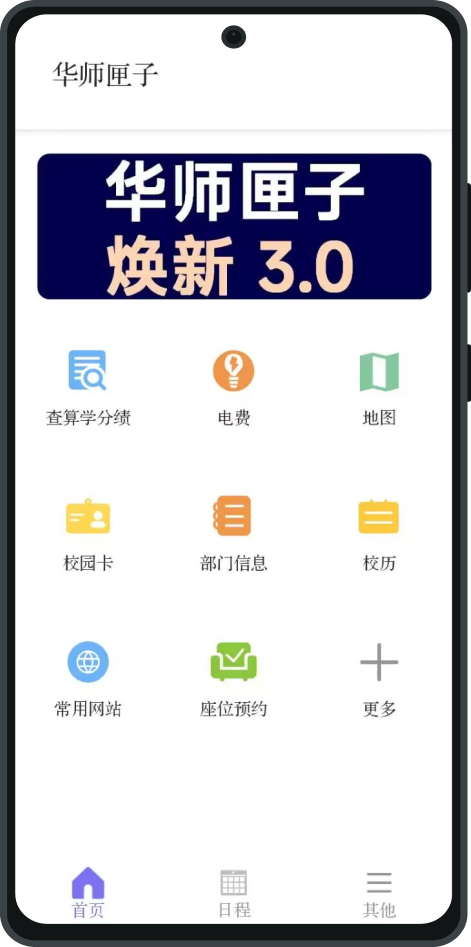 华师匣子
华师匣子
焕新 3.0
查算学分绩
电费
地图
校园卡
部门信息
校历
常用网站
座位预约
更多
首页
日程
其他